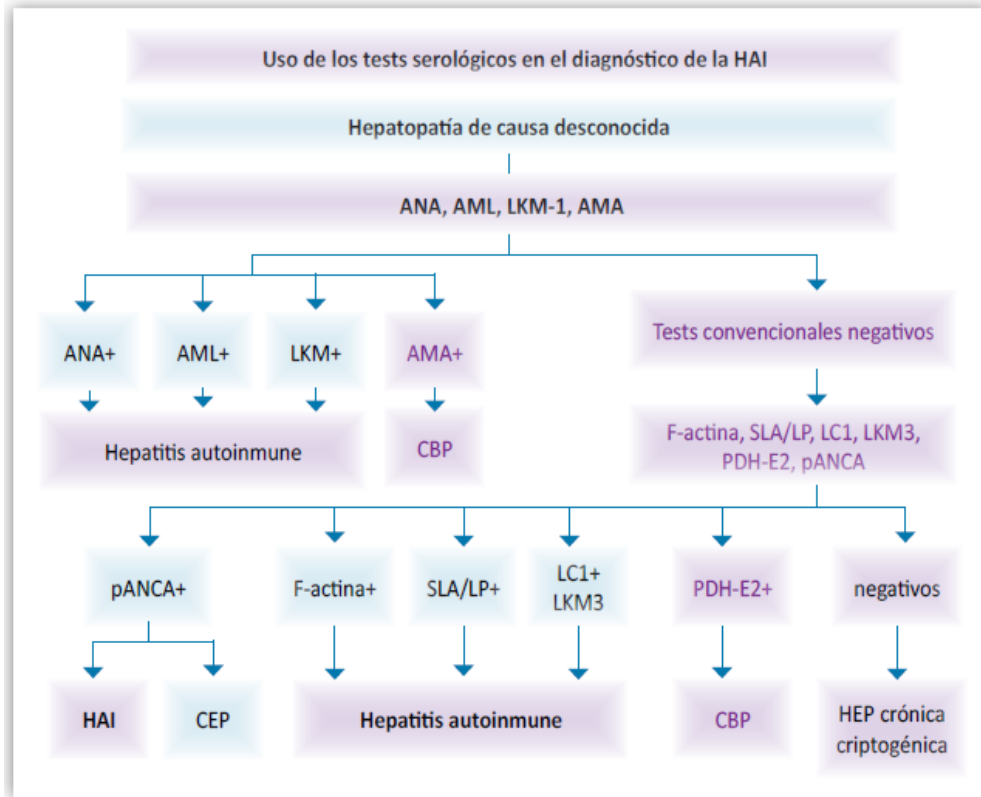 Uso de los tests serológicos en el diagnóstico de la HAI
Hepatopatía de causa desconocida
ANA, AML, LKM-1, AMA
ANA+
AML+
LKM+
AMA+
Tests convencionales negativos
Hepatitis autoinmune
CBP
F-actina, SLA/LP, LC1, LKM3,
PDH-E2, pANCA
pANCA+
F-actina+
SLA/LP+
LC1+
LKM3
PDH-E2+
negativos
HAI
CEP
Hepatitis autoinmune
CBP
HEP crónica
criptogénica